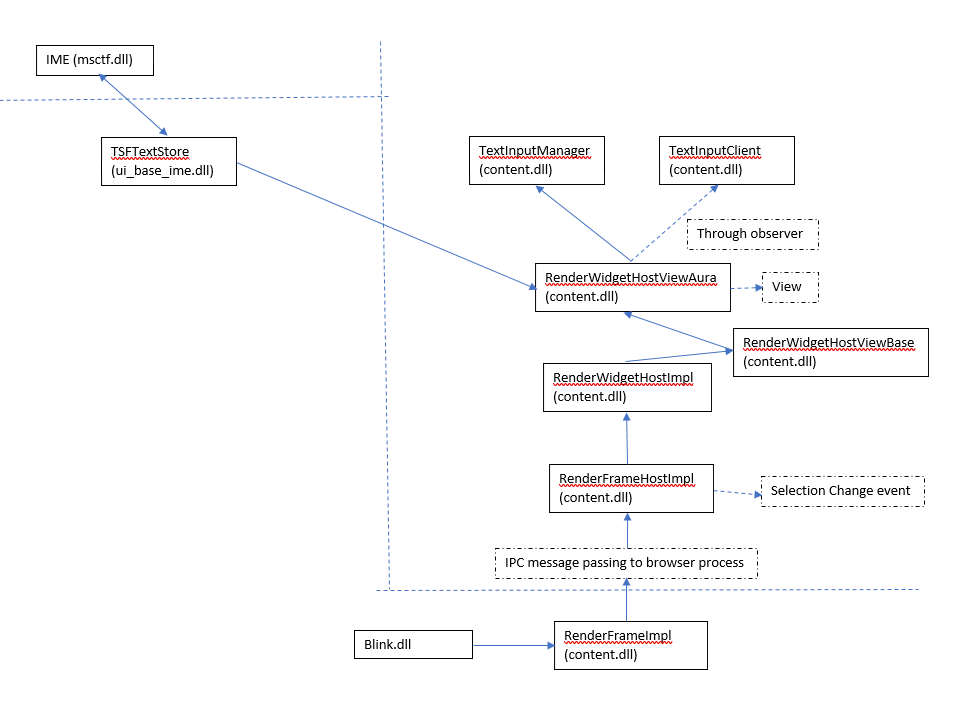 IME (msctf.dll)
TSFTextStore
(ui_base_ime.dll)
TextInputManager
(content.dll)
TextInputClient
(content.dll)
Through observer
RenderWidgetHostViewAura
(content.dll)
View
RenderWidgetHostViewBase
(content.dll)
RenderWidgetHostImpl
(content.dll)
RenderFrameHostImpl
(content.dll)
Selection Change event
IPC message passing to browser process
Blink.dll
RenderFrameImpl
(content.dll)